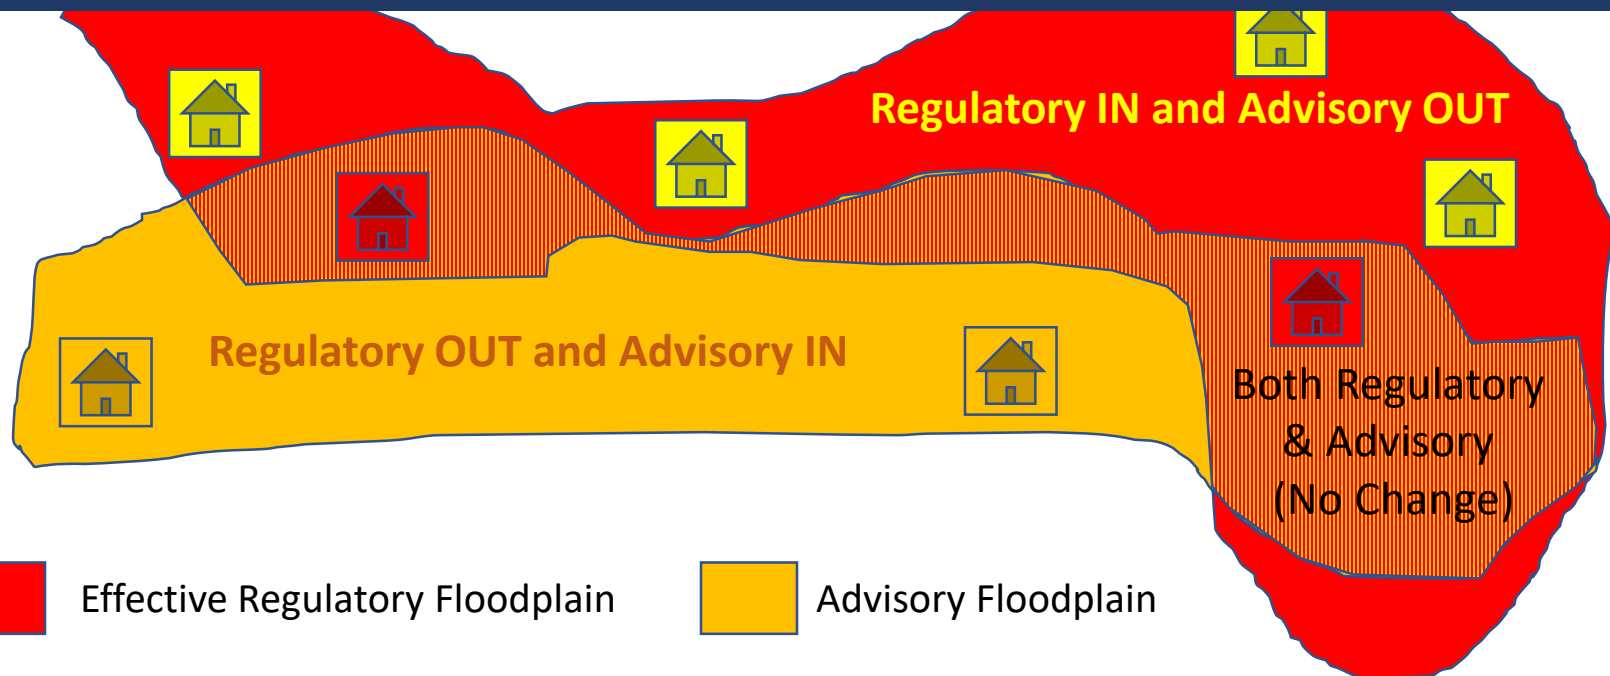 Regulatory IN and Advisory OUT
Regulatory OUT and Advisory IN
Both Regulatory
& Advisory
(No Change)
Effective Regulatory Floodplain
Advisory Floodplain